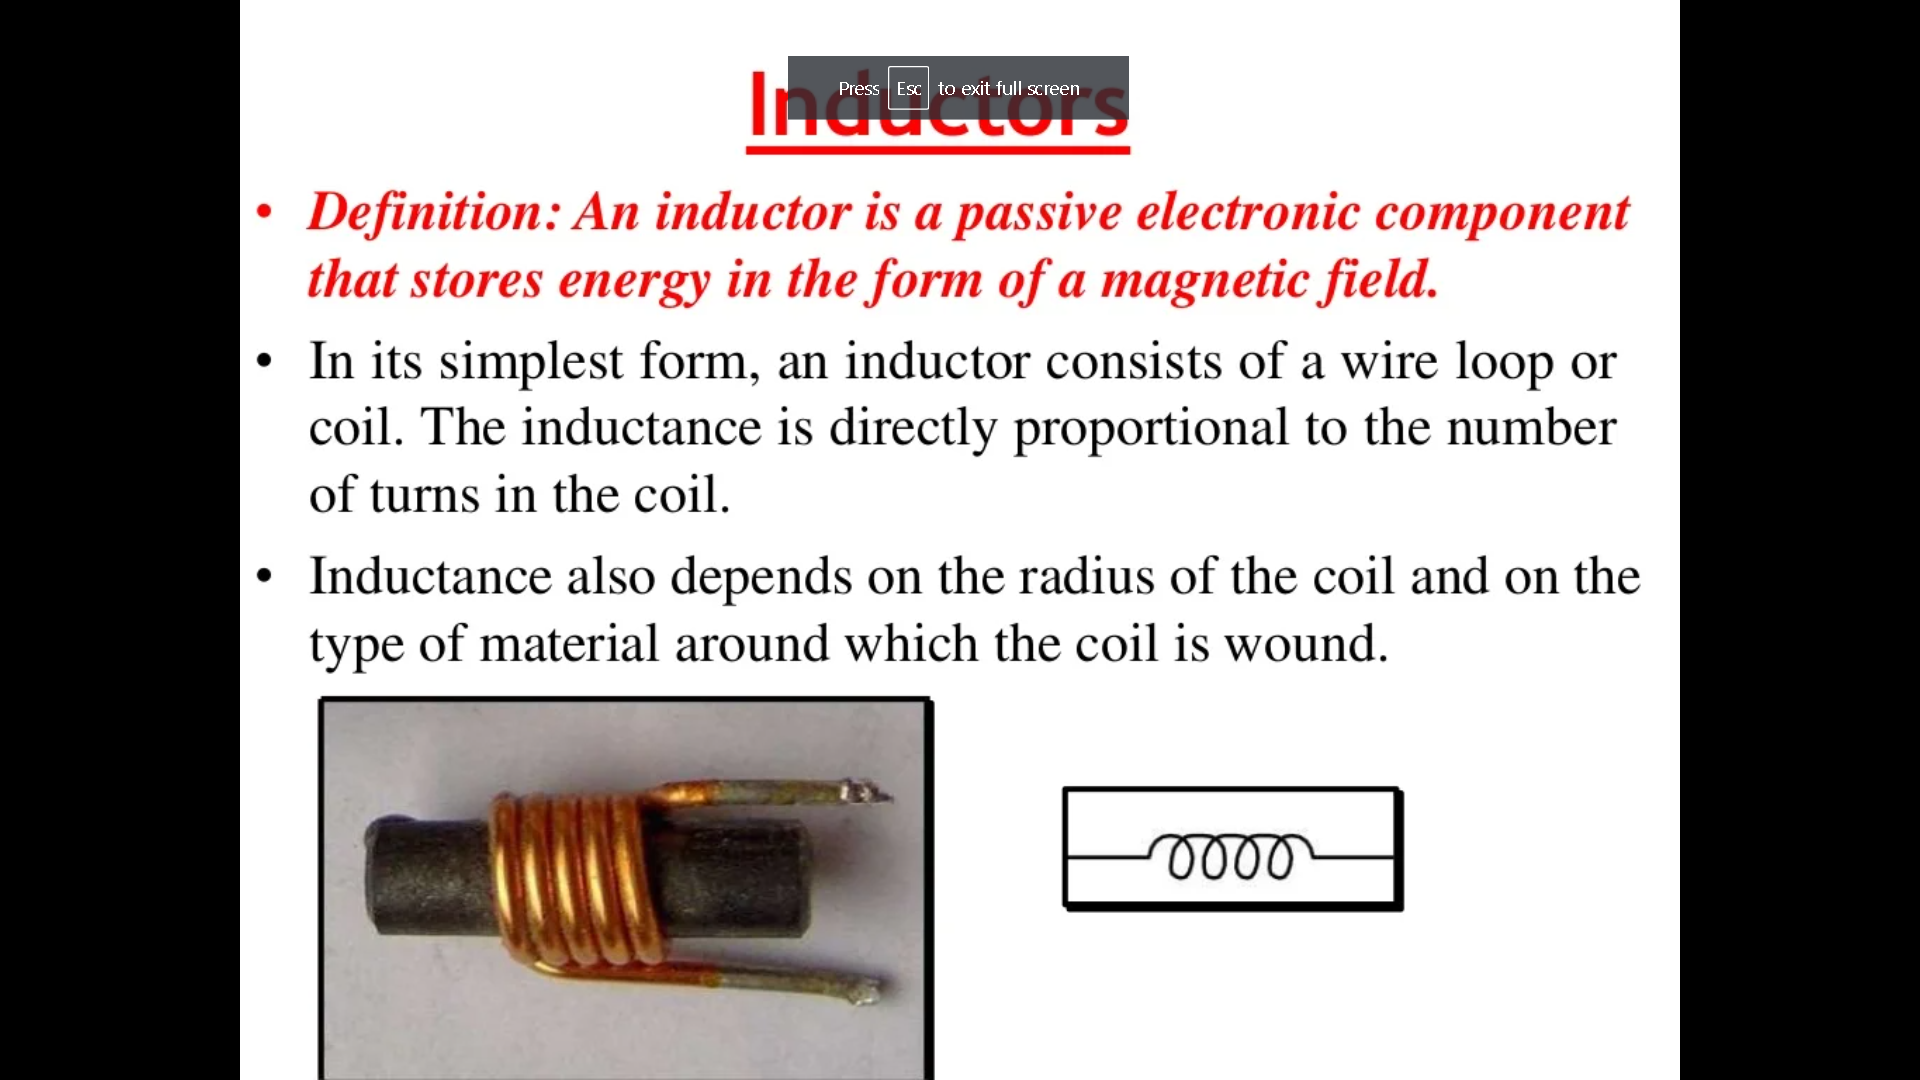 Inductors
Press Esc to exit full screen
• Definition: An inductor is a passive electronic component
that stores energy in the form of a magnetic field.
• In its simplest form, an inductor consists of a wire loop or
coil. The inductance is directly proportional to the number
of turns in the coil.
• Inductance also depends on the radius of the coil and on the
type of material around which the coil is wound.